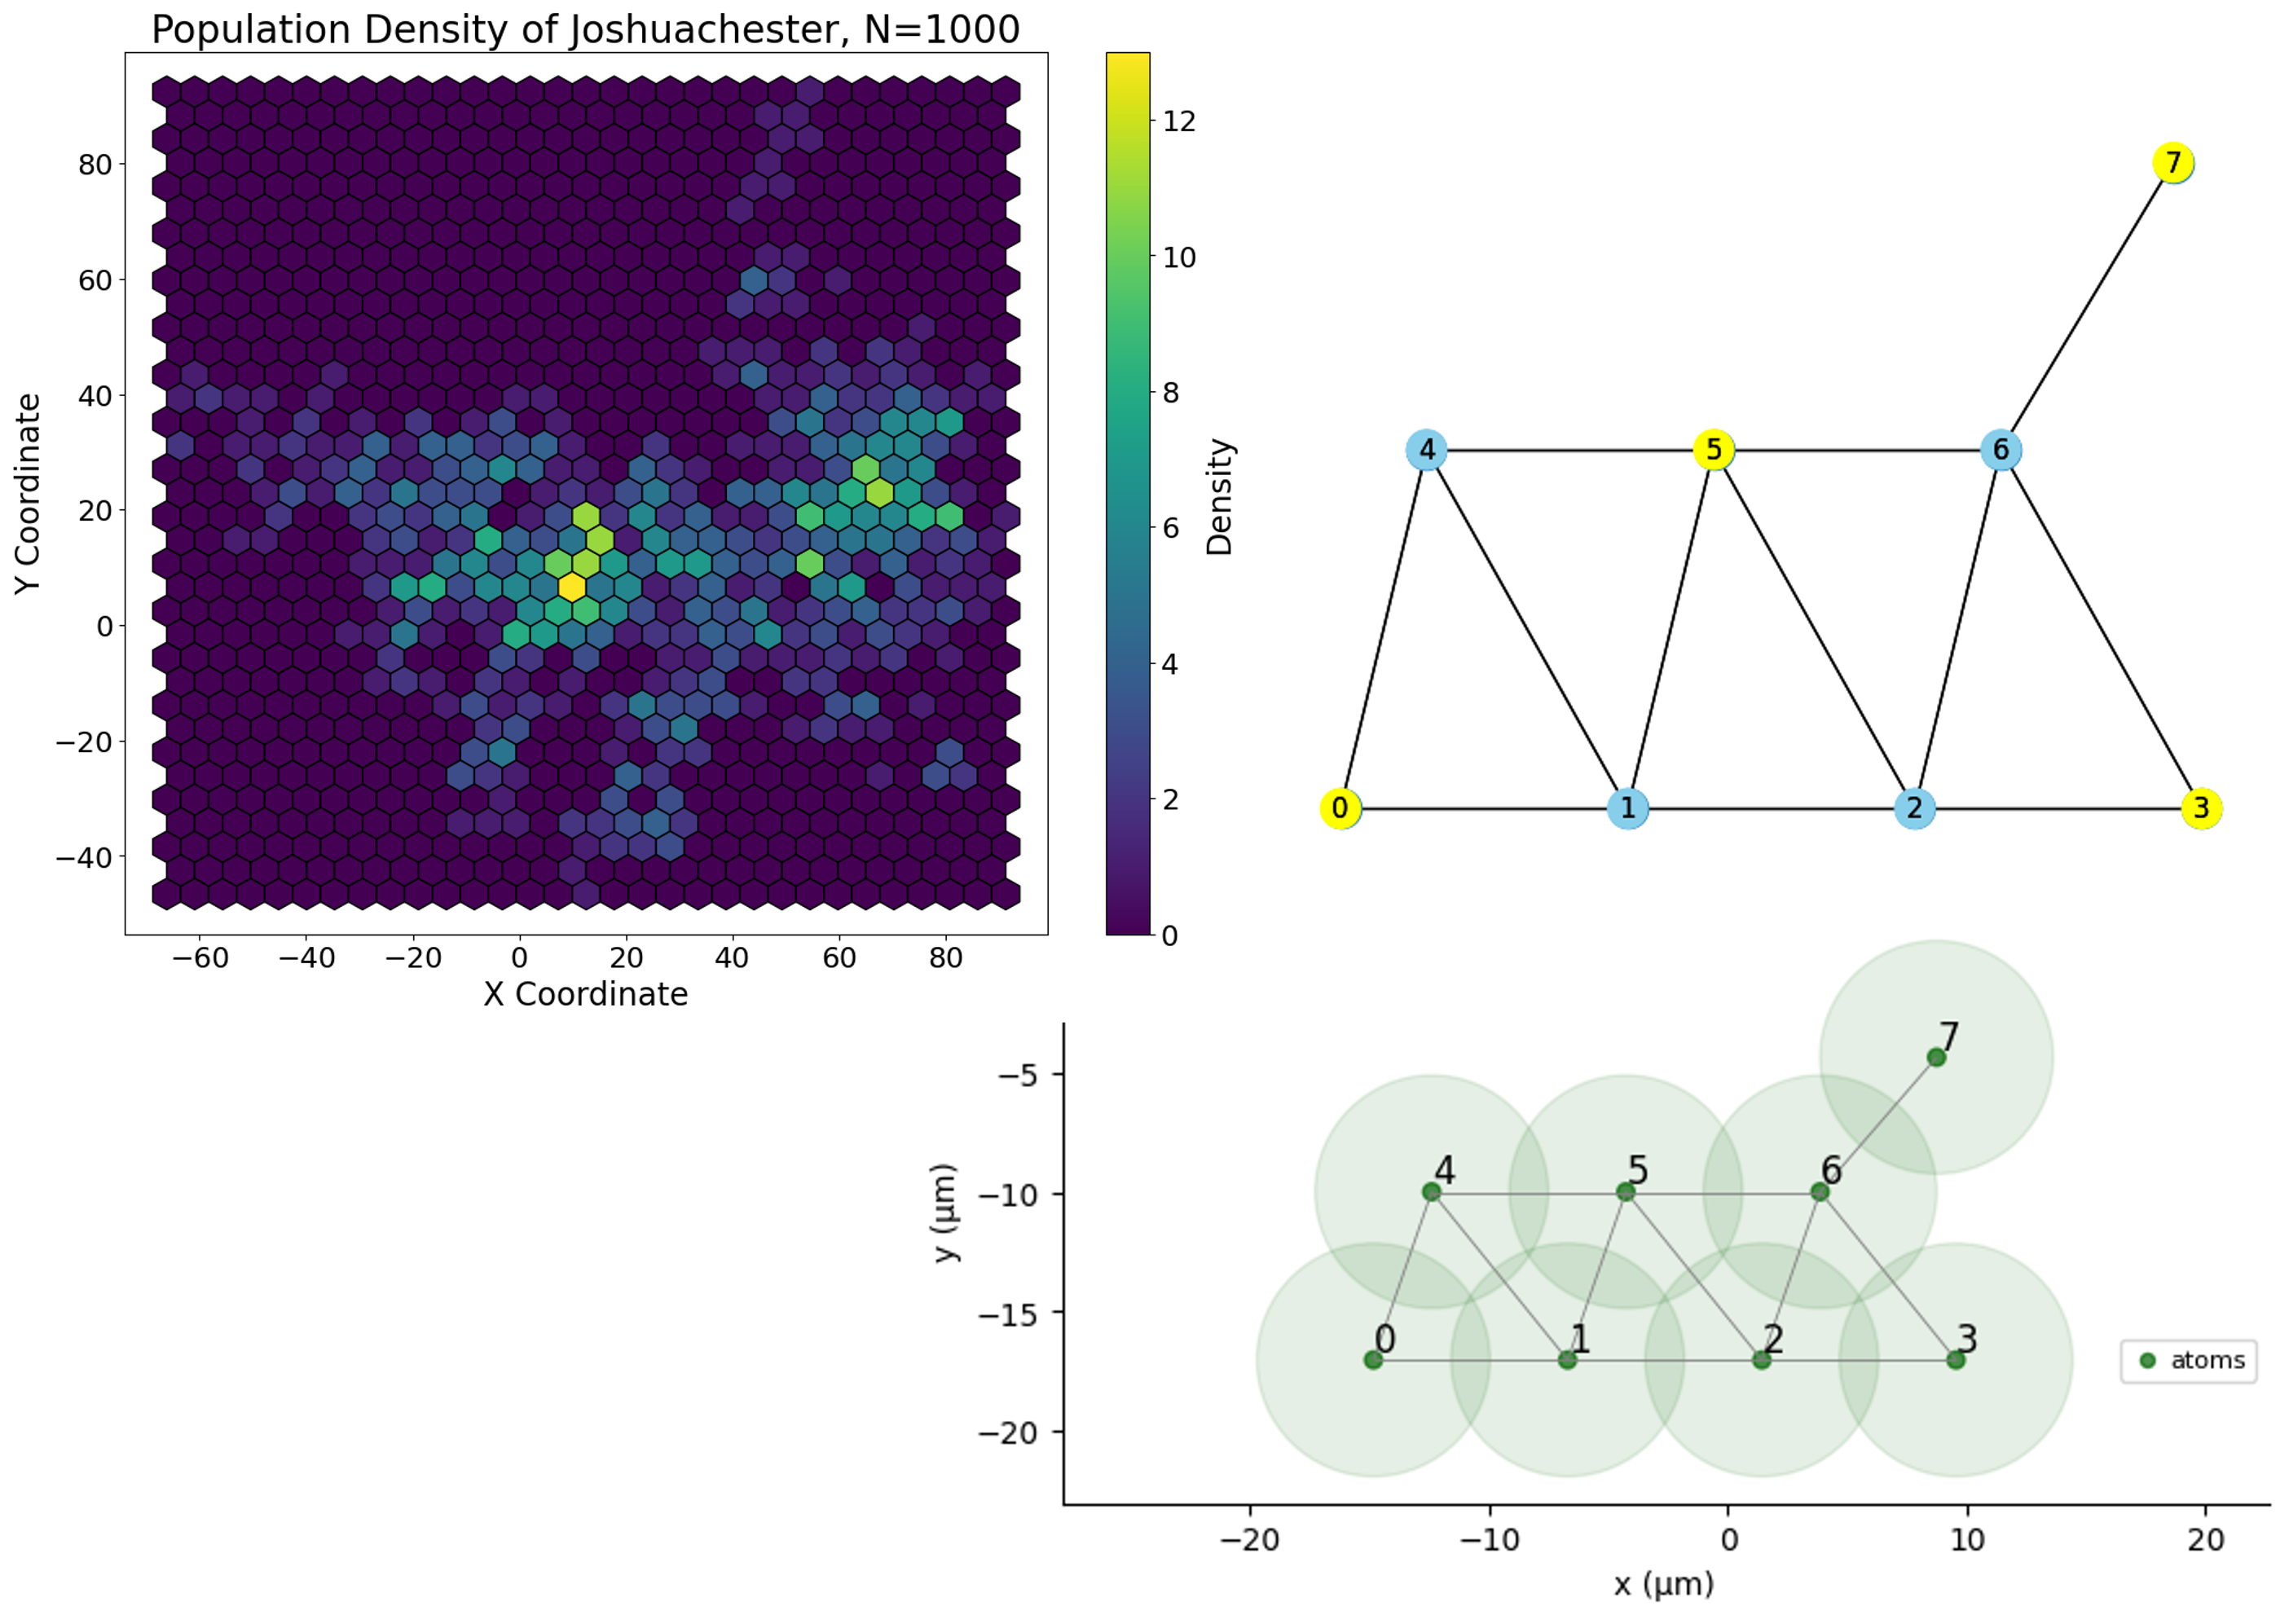 Population Density of Joshuachester, N=1000
80
60
40
20
0
−20
−40
Y Coordinate
−60 −40 −20 0 20 40 60 80
X Coordinate
12
10
8
6
4
2
0
Density
7
4 5 6
0 1 2 3
−5
−10
−15
−20
y (μm)
7
4 5 6
0 1 2 3
atoms
−20 −10 0 10 20
x (μm)